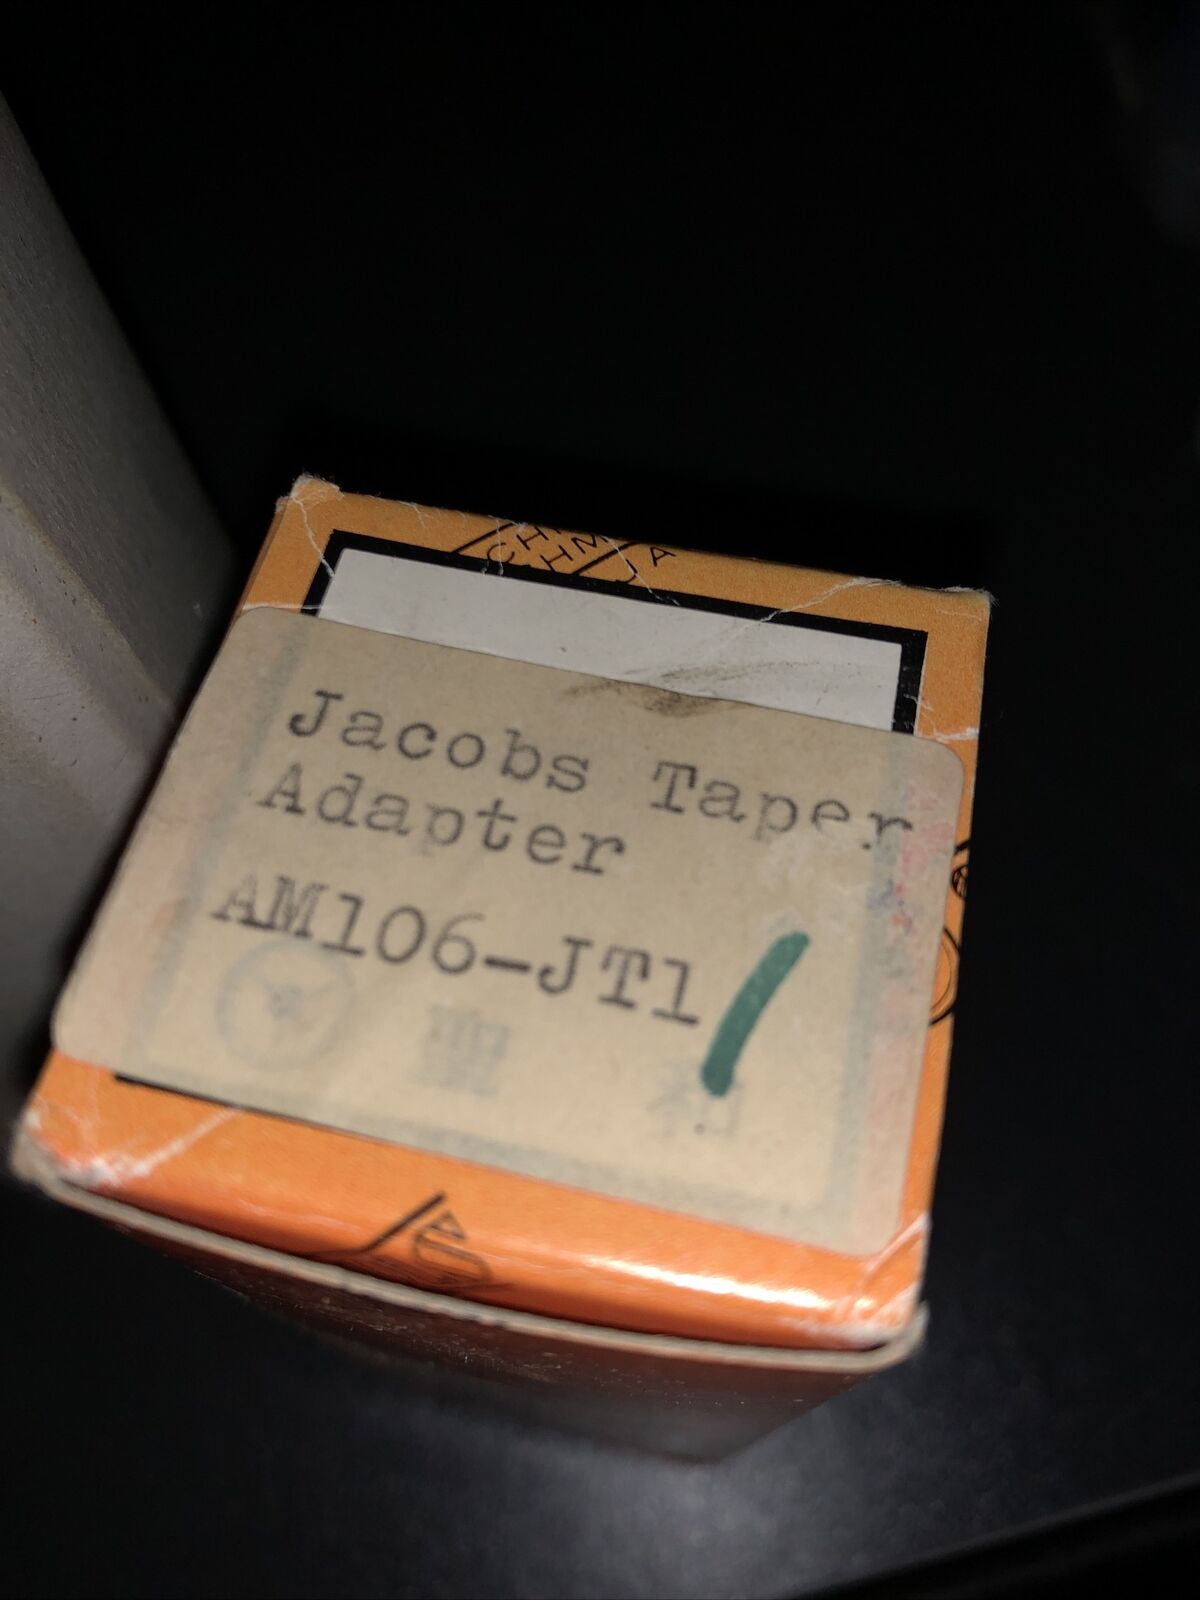 Jacobs Taper
Adapter
AM106-JT1